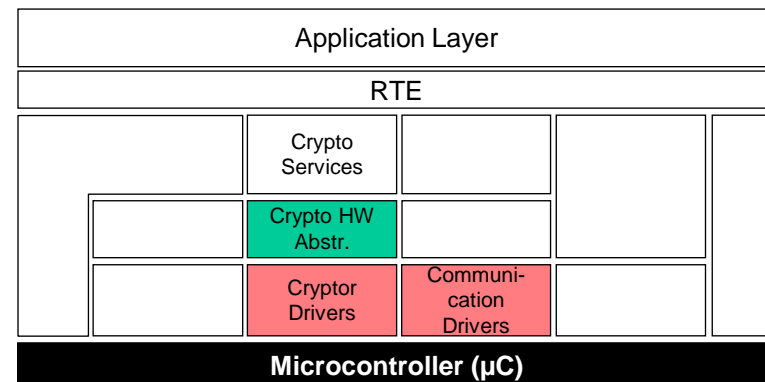 Application Layer
RTE
Crypto
Services
Crypto HW
Abstr.
Cryptor
Drivers
Communi-
cation
Drivers
Microcontroller (µC)